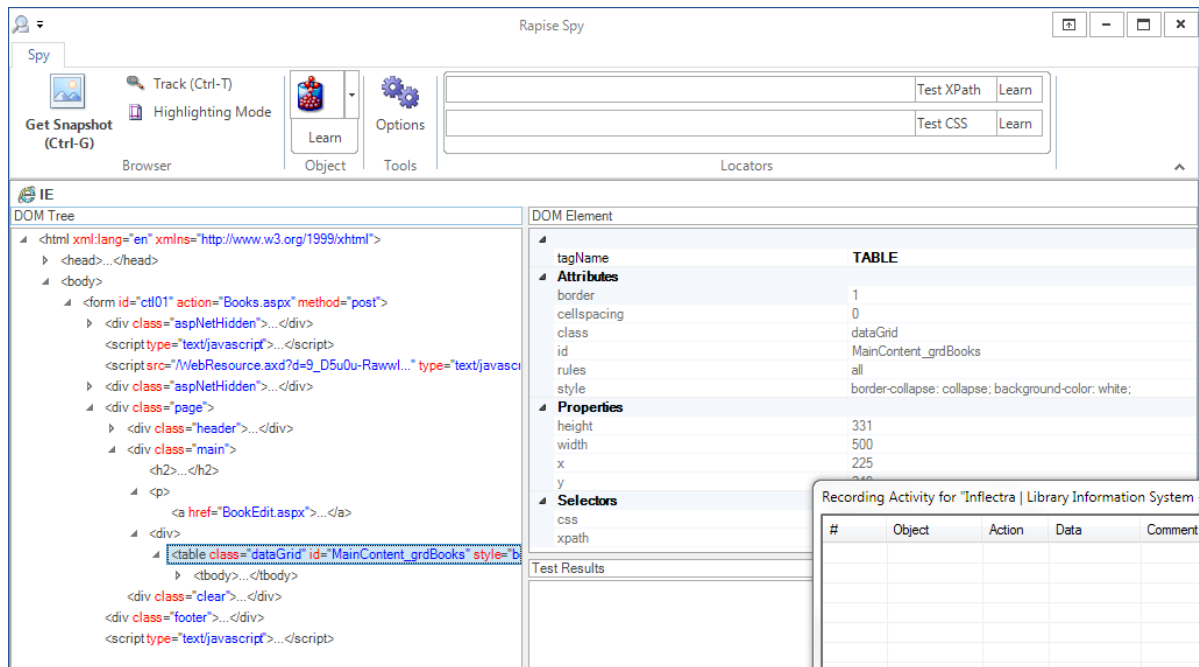 Rapise Spy
Spy
Get Snapshot
(Ctrl-G)
Track (Ctrl-T)
Highlighting Mode
Learn
Options
Test XPath Learn
Test CSS Learn
Browser Object Tools Locators
IE
DOM Tree
<html xml:lang="en" xmlns="http://www.w3.org/1999/xhtml">
<head>...</head>
<body>
<form id="ctl01" action="Books.aspx" method="post">
<div class="aspNetHidden">...</div>
<script type="text/javascript">...</script>
<script src="/WebResource.axd?d=9_D5u0u-RawwI..." type="text/javascri
<div class="aspNetHidden">...</div>
<div class="page">
<div class="header">...</div>
<div class="main">
<h2>...</h2>
<p>
<a href="BookEdit.aspx">...</a>
<div>
<table class="dataGrid" id="MainContent_grdBooks" style="b
<tbody>...</tbody>
<div class="clear">...</div>
<div class="footer">...</div>
<script type="text/javascript">...</script>
DOM Element
tagName TABLE
Attributes
border 1
cellspacing 0
class dataGrid
id MainContent_grdBooks
rules all
style border-collapse: collapse; background-color: white;
Properties
height 331
width 500
x 225
y
Selectors
css
xpath
Test Results
Recording Activity for "Inflectra | Library Information System
# Object Action Data Comment